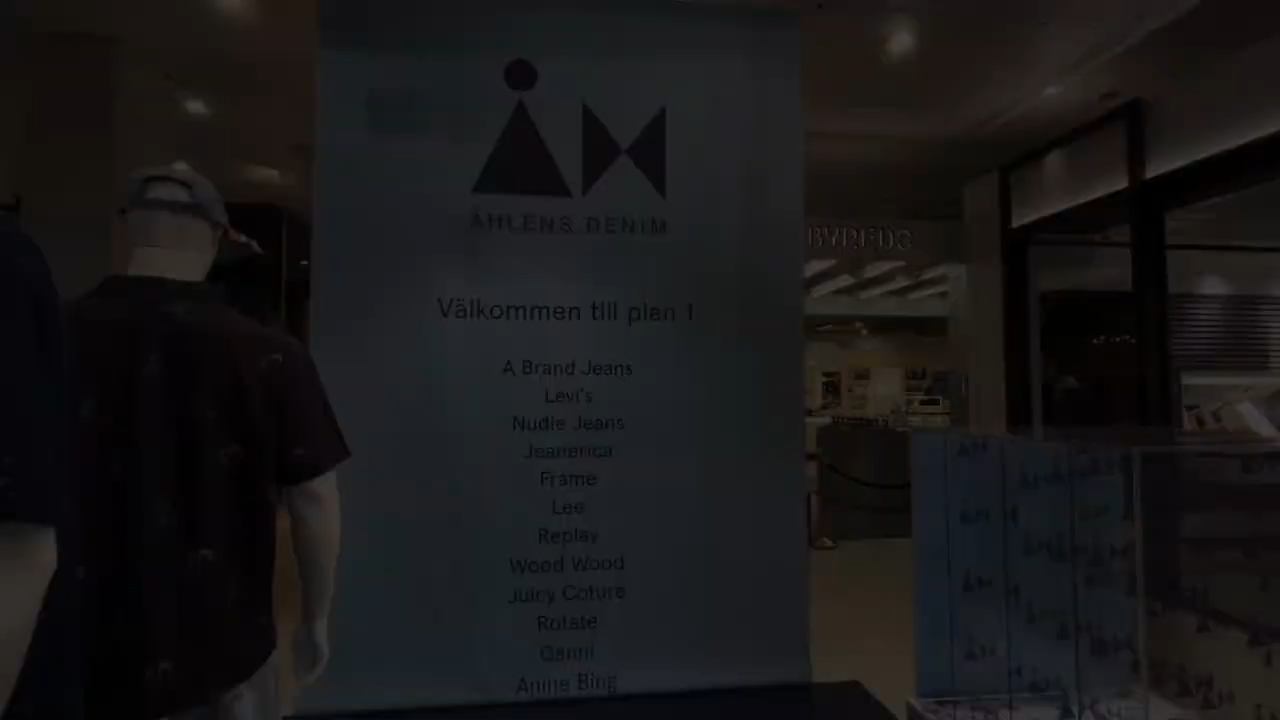 ÅHLENS DENIM
Välkommen till plan 1
A Brand Jeans
Levi's
Nudie Jeans
Jeanerica
Frame
Lee
Replay
Wood Wood
Juicy Coture
Rotate
Ganni
Anine Bing